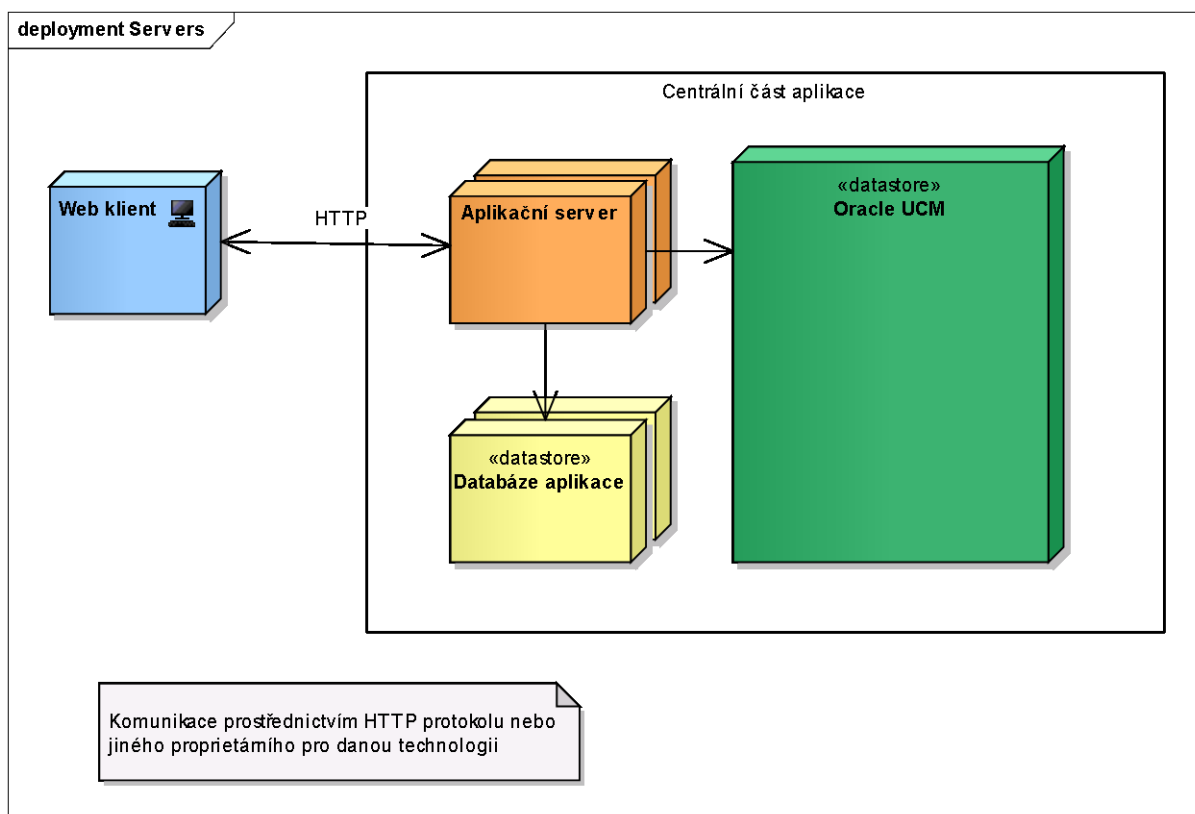 deployment Servers
Centrální část aplikace
Web klient
HTTP
Aplikační server
«datastore»
Oracle UCM
«datastore»
Databáze aplikace
Komunikace prostřednictvím HTTP protokolu nebo
jiného proprietárního pro danou technologii